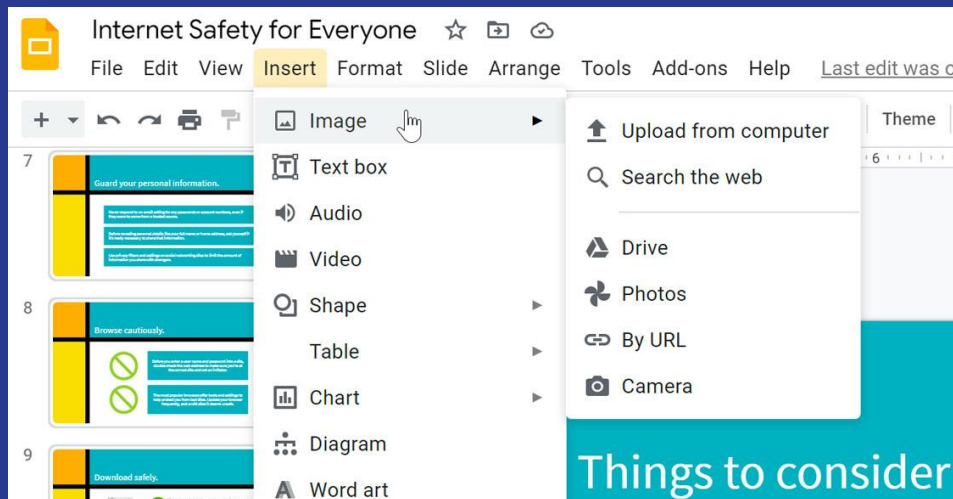 Internet Safety for Everyone
File Edit View Insert Format Slide Arrange Tools Add-ons Help Last edit was
Image
Text box
Audio
Video
Shape
Table
Chart
Diagram
Word art
Upload from computer
Search the web
Drive
Photos
By URL
Camera
Theme
6
7
Guard your personal information.
8
Browse cautiously.
9
Download safely.
Things to consider